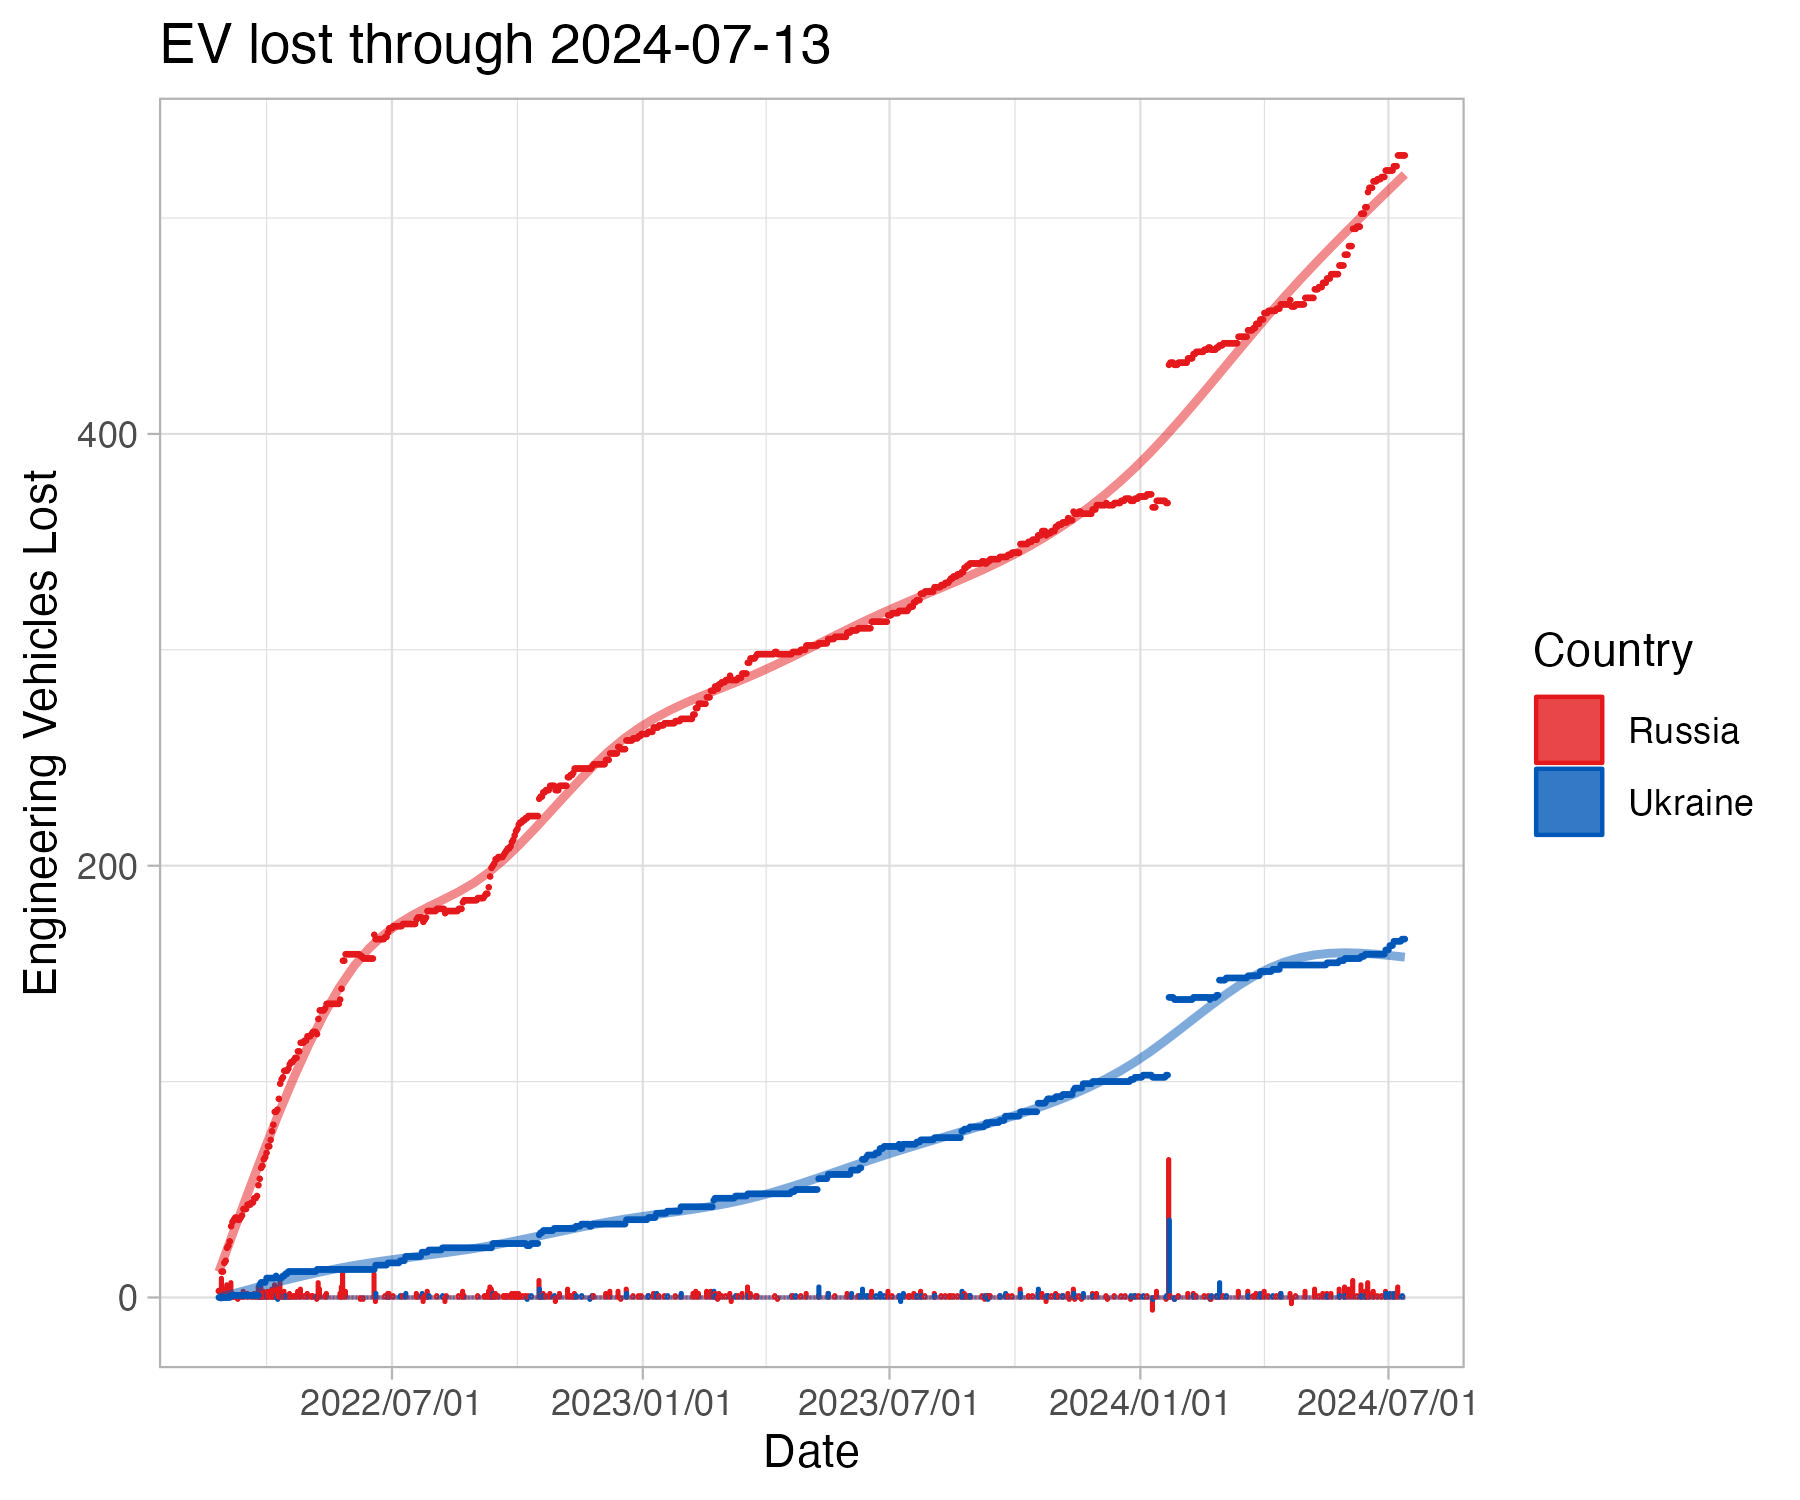 EV lost through 2024-07-13
Engineering Vehicles Lost
400
200
0
2022/07/01
2023/01/01
2023/07/01
2024/01/01
2024/07/01
Date
Country
Russia
Ukraine